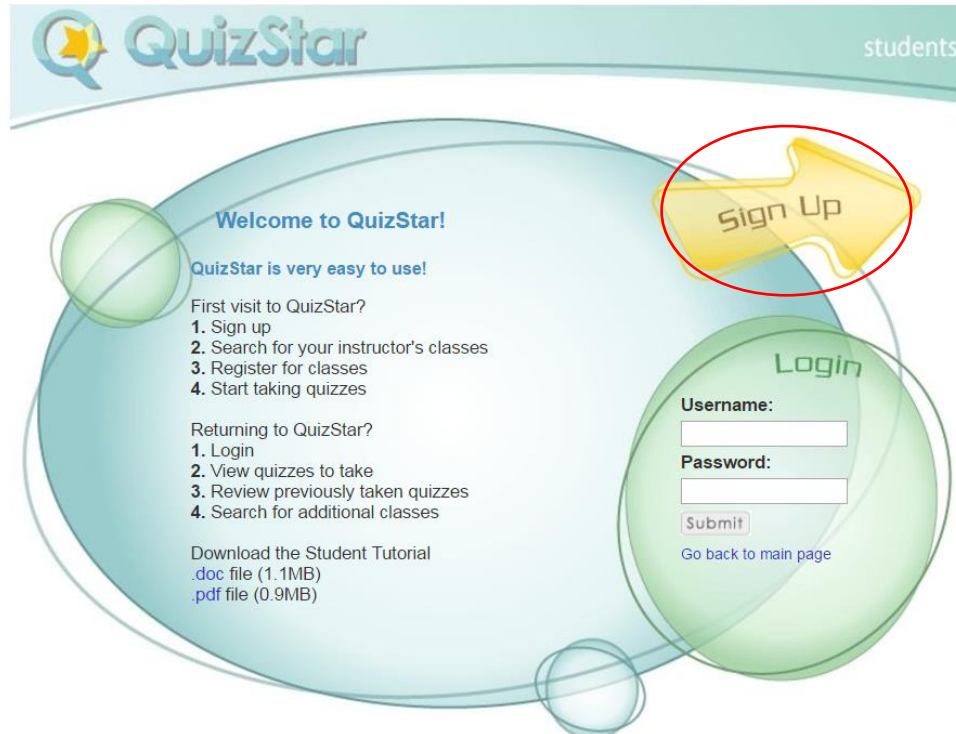 QuizStar
students
Sign Up
Welcome to QuizStar!
QuizStar is very easy to use!
First visit to QuizStar?
1. Sign up
2. Search for your instructor's classes
3. Register for classes
4. Start taking quizzes
Returning to QuizStar?
1. Login
2. View quizzes to take
3. Review previously taken quizzes
4. Search for additional classes
Download the Student Tutorial
.doc file (1.1MB)
.pdf file (0.9MB)
Login
Username:
Password:
Submit
Go back to main page